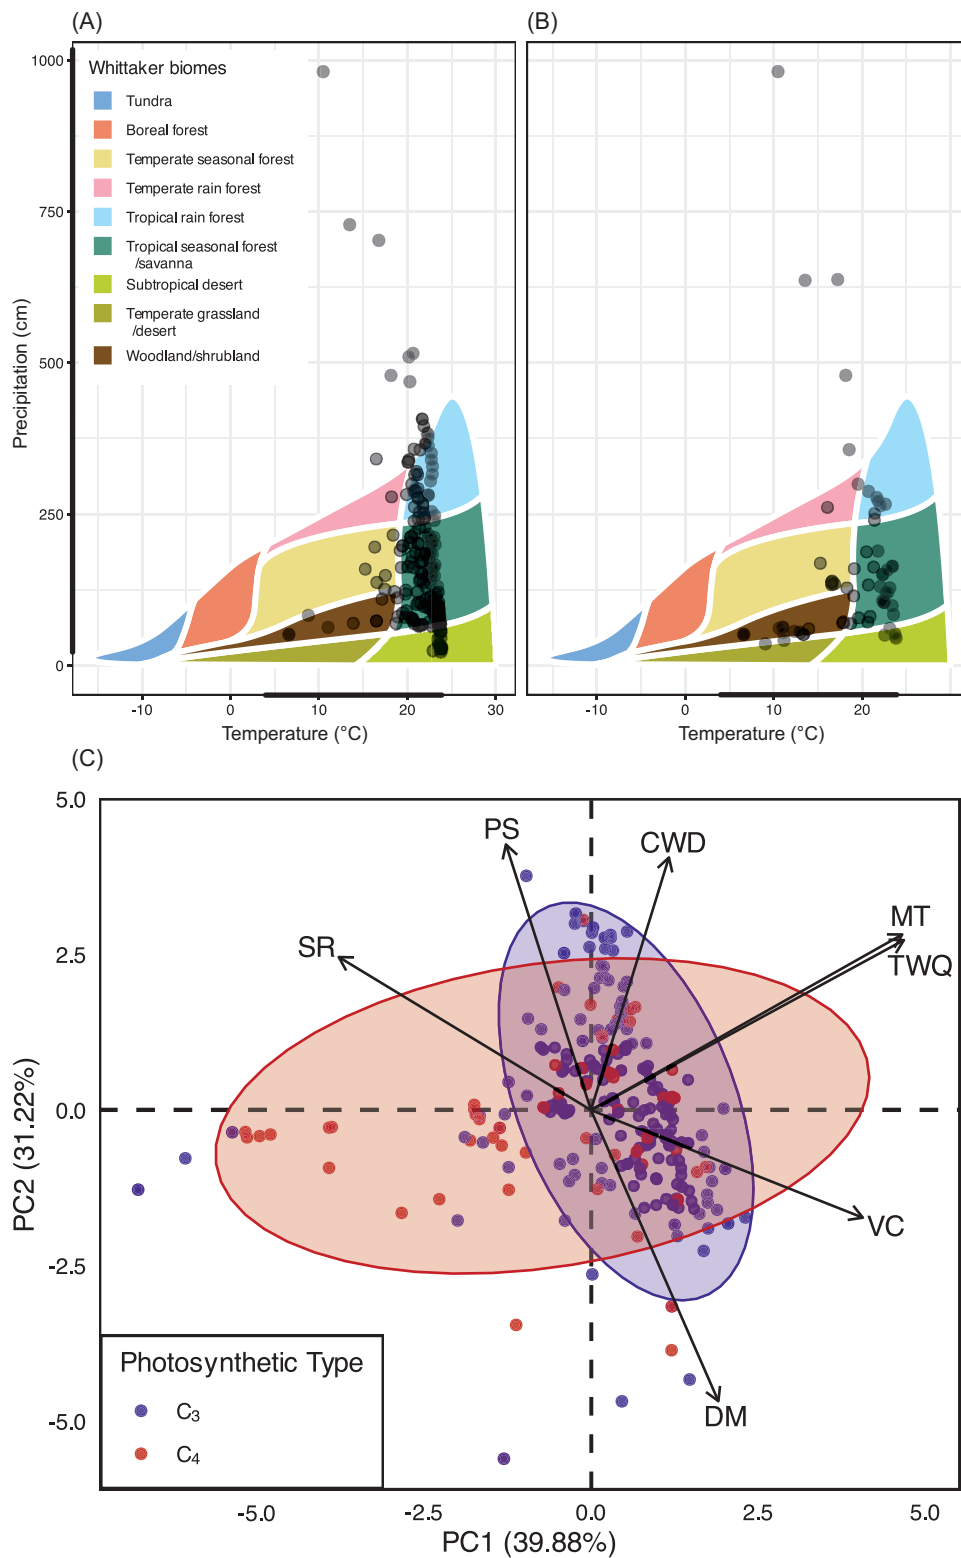 (A)
(B)
Whittaker biomes
Tundra
Boreal forest
Temperate seasonal forest
Temperate rain forest
Tropical rain forest
Tropical seasonal forest
/savanna
Subtropical desert
Temperate grassland
/desert
Woodland/shrubland
Precipitation (cm)
1000
750
500
250
0
-10
0
10
20
30
Temperature (°C)
-10
0
10
20
Temperature (°C)
(C)
PC2 (31.22%)
5.0
2.5
0.0
-2.5
-5.0
PS
CWD
MT
TWQ
SR
VC
DM
Photosynthetic Type
C3
C4
-5.0
-2.5
0.0
2.5
5.0
PC1 (39.88%)